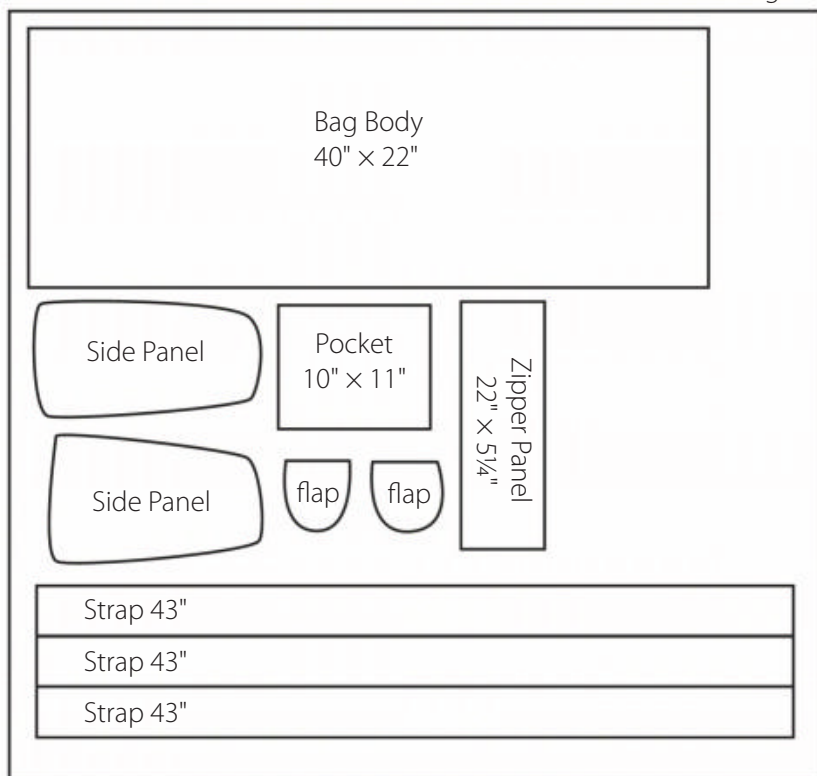 Bag Body
40" × 22"
Side Panel
Pocket
10" × 11"
Zipper Panel
22" × 5¼"
Side Panel
flap
flap
Strap 43"
Strap 43"
Strap 43"